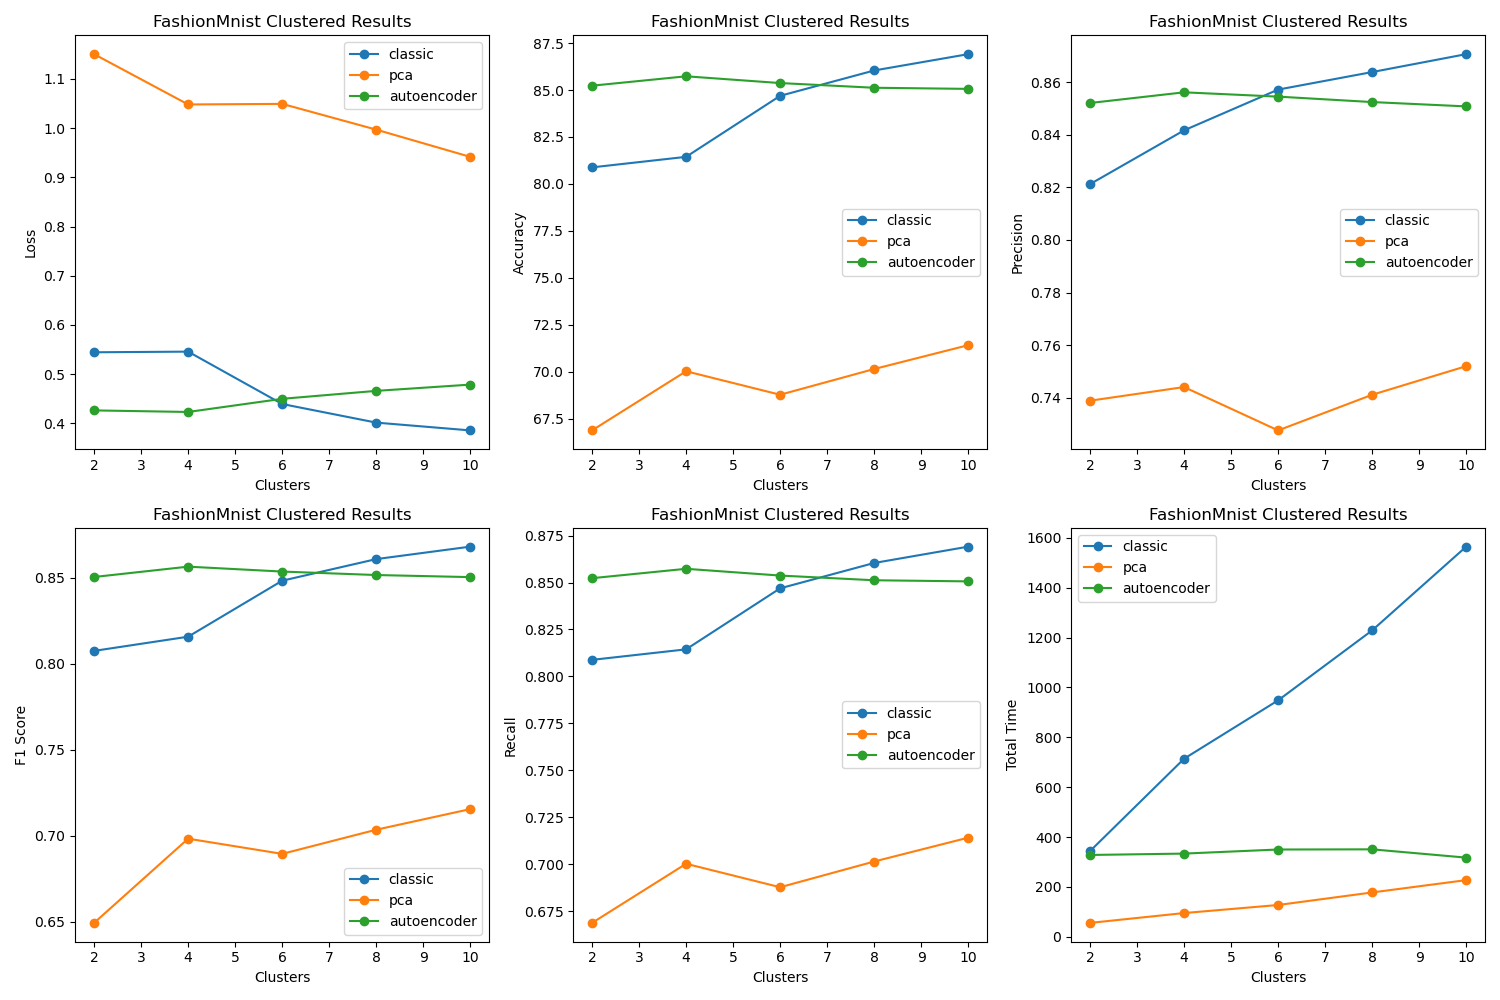 FashionMnist Clustered Results
Loss
1.1
1.0
0.9
0.8
0.7
0.6
0.5
0.4
classic
pca
autoencoder
2 3 4 5 6 7 8 9 10
Clusters
FashionMnist Clustered Results
Accuracy
87.5
85.0
82.5
80.0
77.5
75.0
72.5
70.0
67.5
classic
pca
autoencoder
2 3 4 5 6 7 8 9 10
Clusters
FashionMnist Clustered Results
Precision
0.86
0.84
0.82
0.80
0.78
0.76
0.74
classic
pca
autoencoder
2 3 4 5 6 7 8 9 10
Clusters
FashionMnist Clustered Results
F1 Score
0.85
0.80
0.75
0.70
0.65
classic
pca
autoencoder
2 3 4 5 6 7 8 9 10
Clusters
FashionMnist Clustered Results
Recall
0.875
0.850
0.825
0.800
0.775
0.750
0.725
0.700
0.675
classic
pca
autoencoder
2 3 4 5 6 7 8 9 10
Clusters
FashionMnist Clustered Results
Total Time
1600
1400
1200
1000
800
600
400
200
0
classic
pca
autoencoder
2 3 4 5 6 7 8 9 10
Clusters